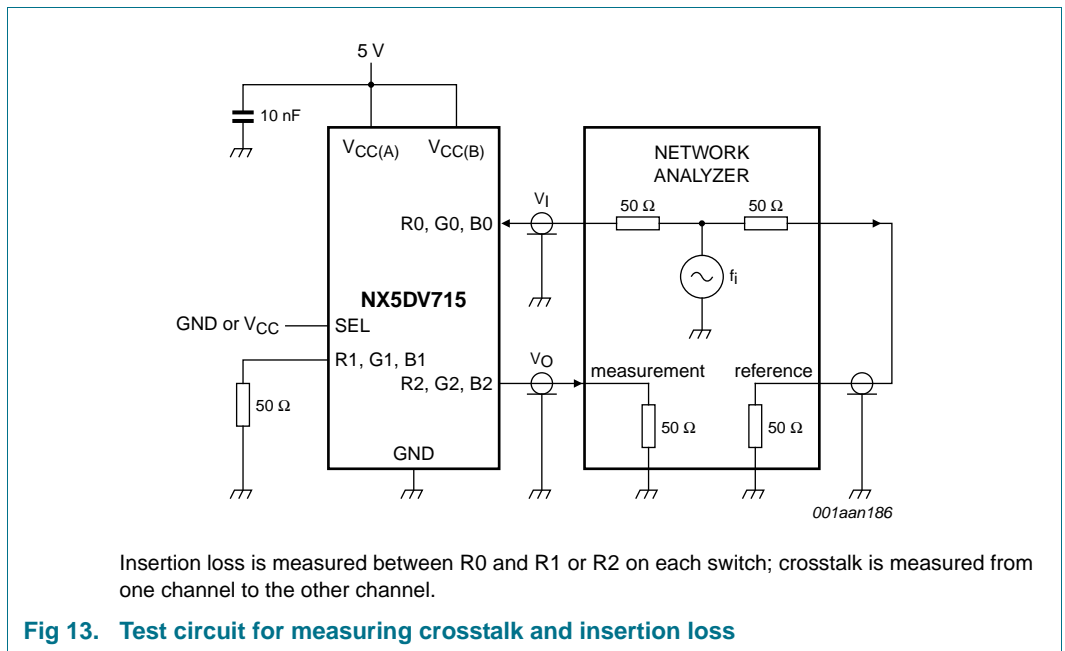 5 V
10 nF
VCC(A) VCC(B)
NETWORK
ANALYZER
VI
50 Ω 50 Ω
R0, G0, B0
fi
NX5DV715
GND or VCC SEL
R1, G1, B1
VO
measurement reference
R2, G2, B2
50 Ω
50 Ω 50 Ω
GND
001aan186
Insertion loss is measured between R0 and R1 or R2 on each switch; crosstalk is measured from
one channel to the other channel.
Fig 13. Test circuit for measuring crosstalk and insertion loss